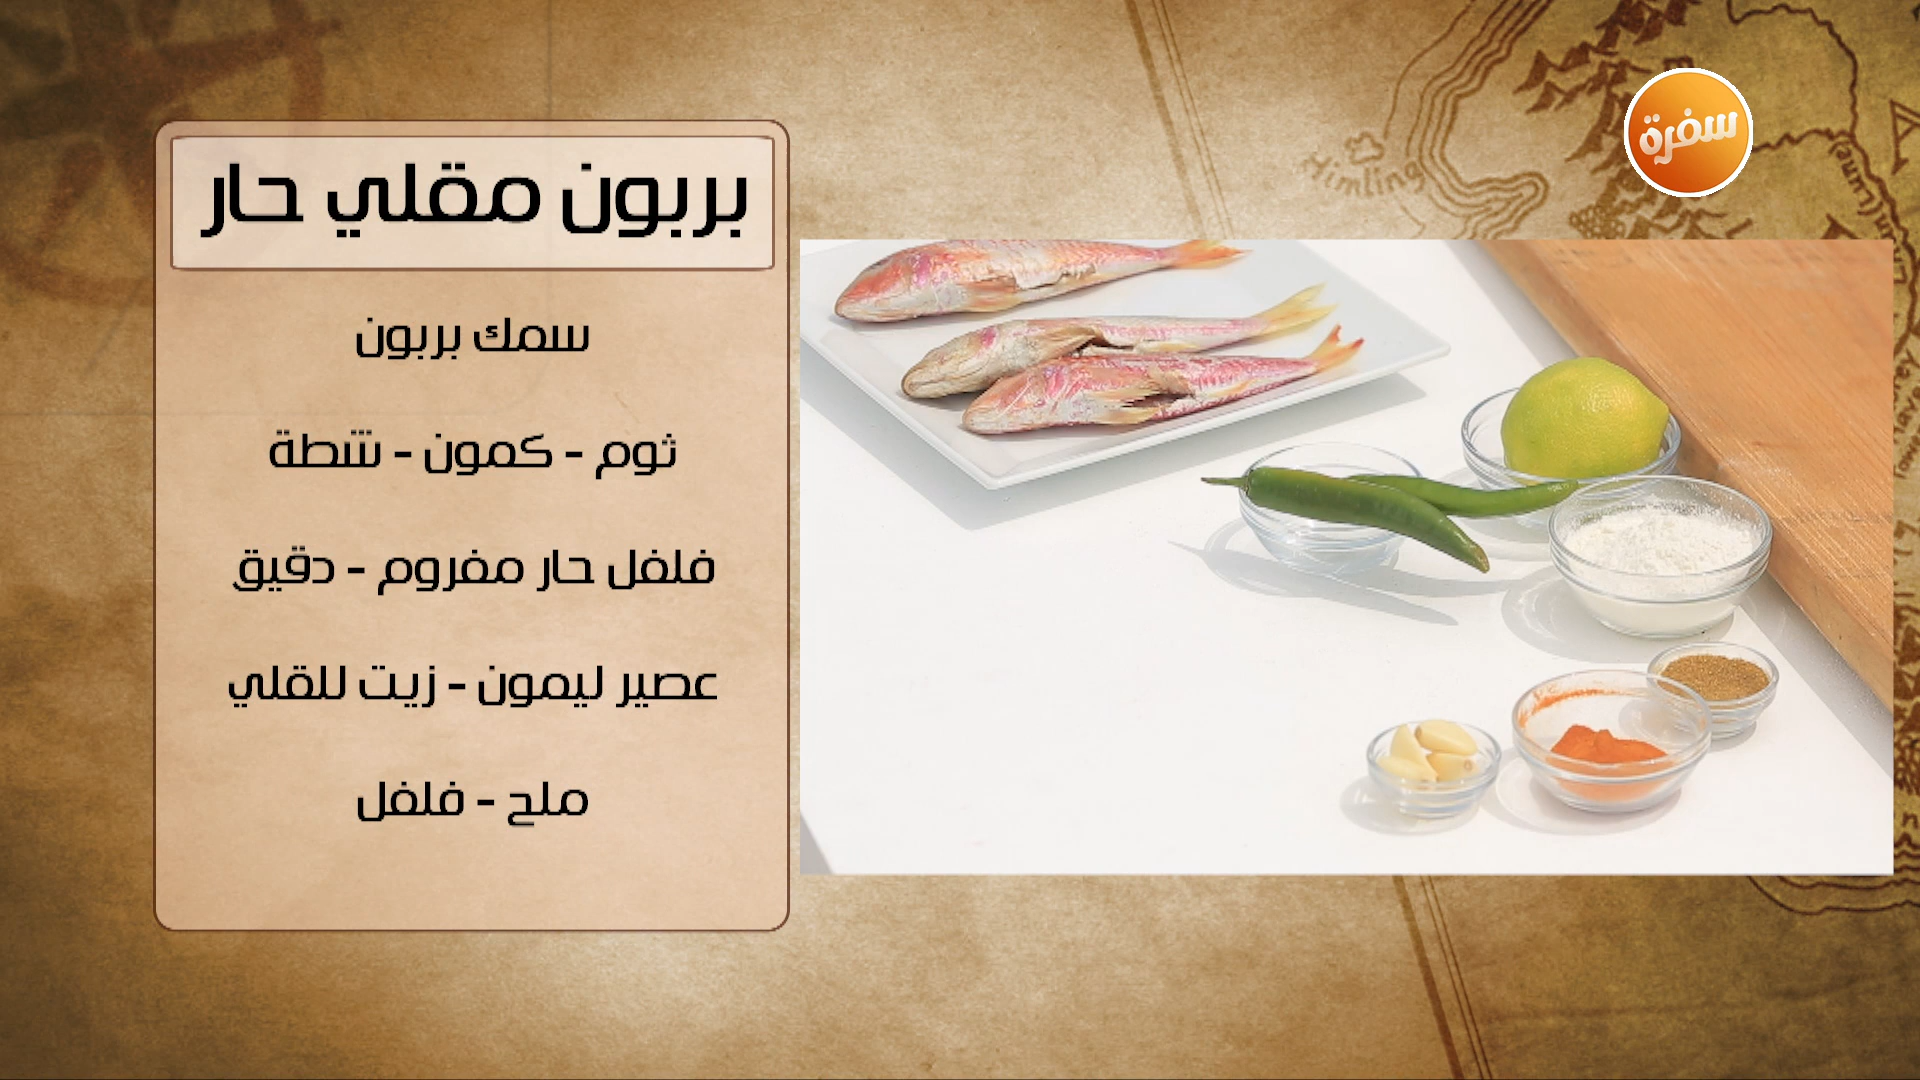 سفرة
بربون مقلي حار
سمك بربون
ثوم - كمون - شطة
فلفل حار مفروم - دقيق
عصير ليمون - زيت للقلي
ملح - فلفل
Himling